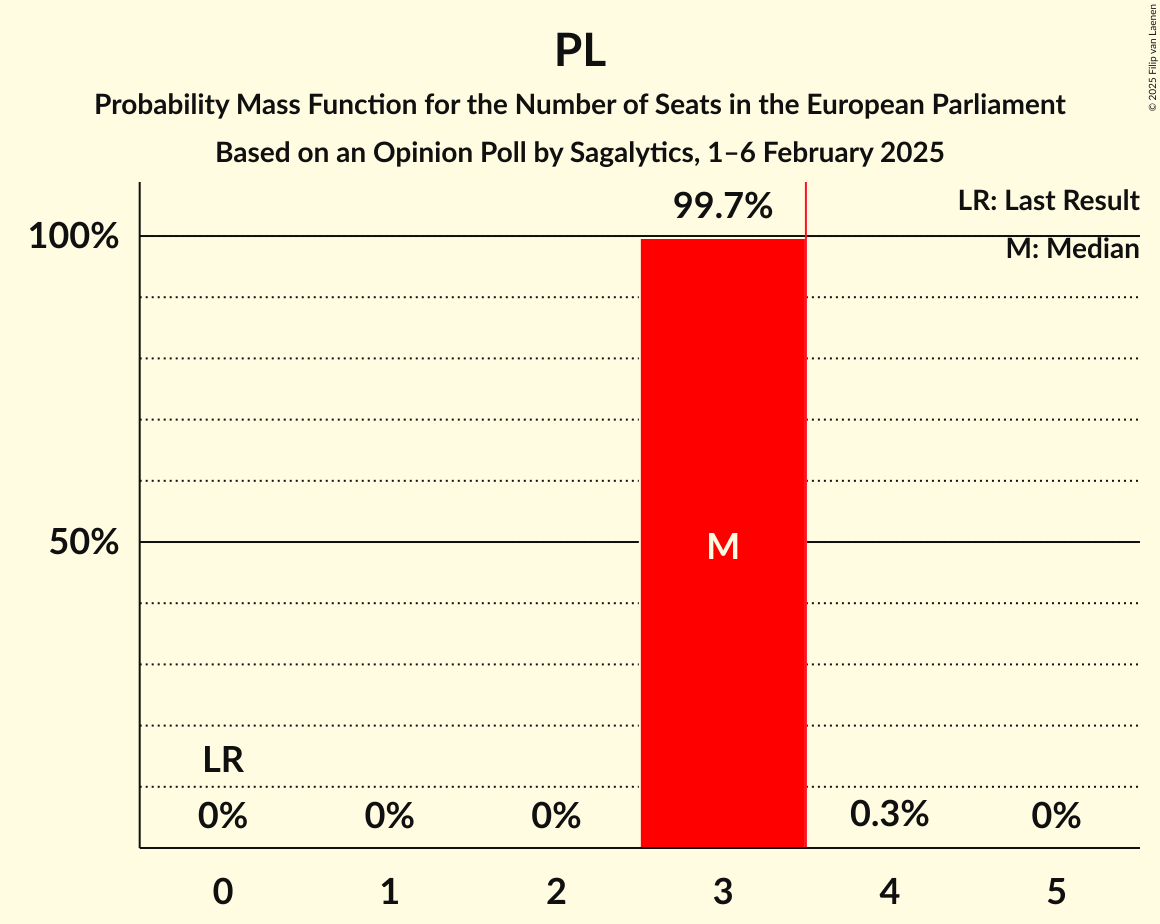 PL
Probability Mass Function for the Number of Seats in the European Parliament
Based on an Opinion Poll by Sagalytics, 1–6 February 2025
© 2025 Filip van Laenen
LR: Last Result
M: Median
99.7%
100%
50%
M
LR
0%
0%
0%
0.3%
0%
0
1
2
3
4
5